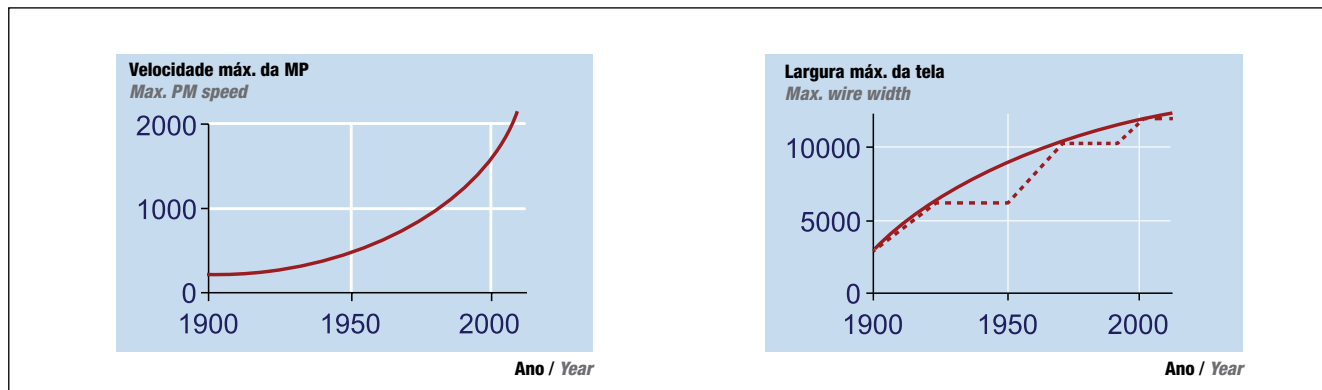 Velocidade máx. da MP
Max. PM speed
2000
1000
0
1900 1950 2000
Ano / Year
Largura máx. da tela
Max. wire width
10000
5000
0
1900 1950 2000
Ano / Year